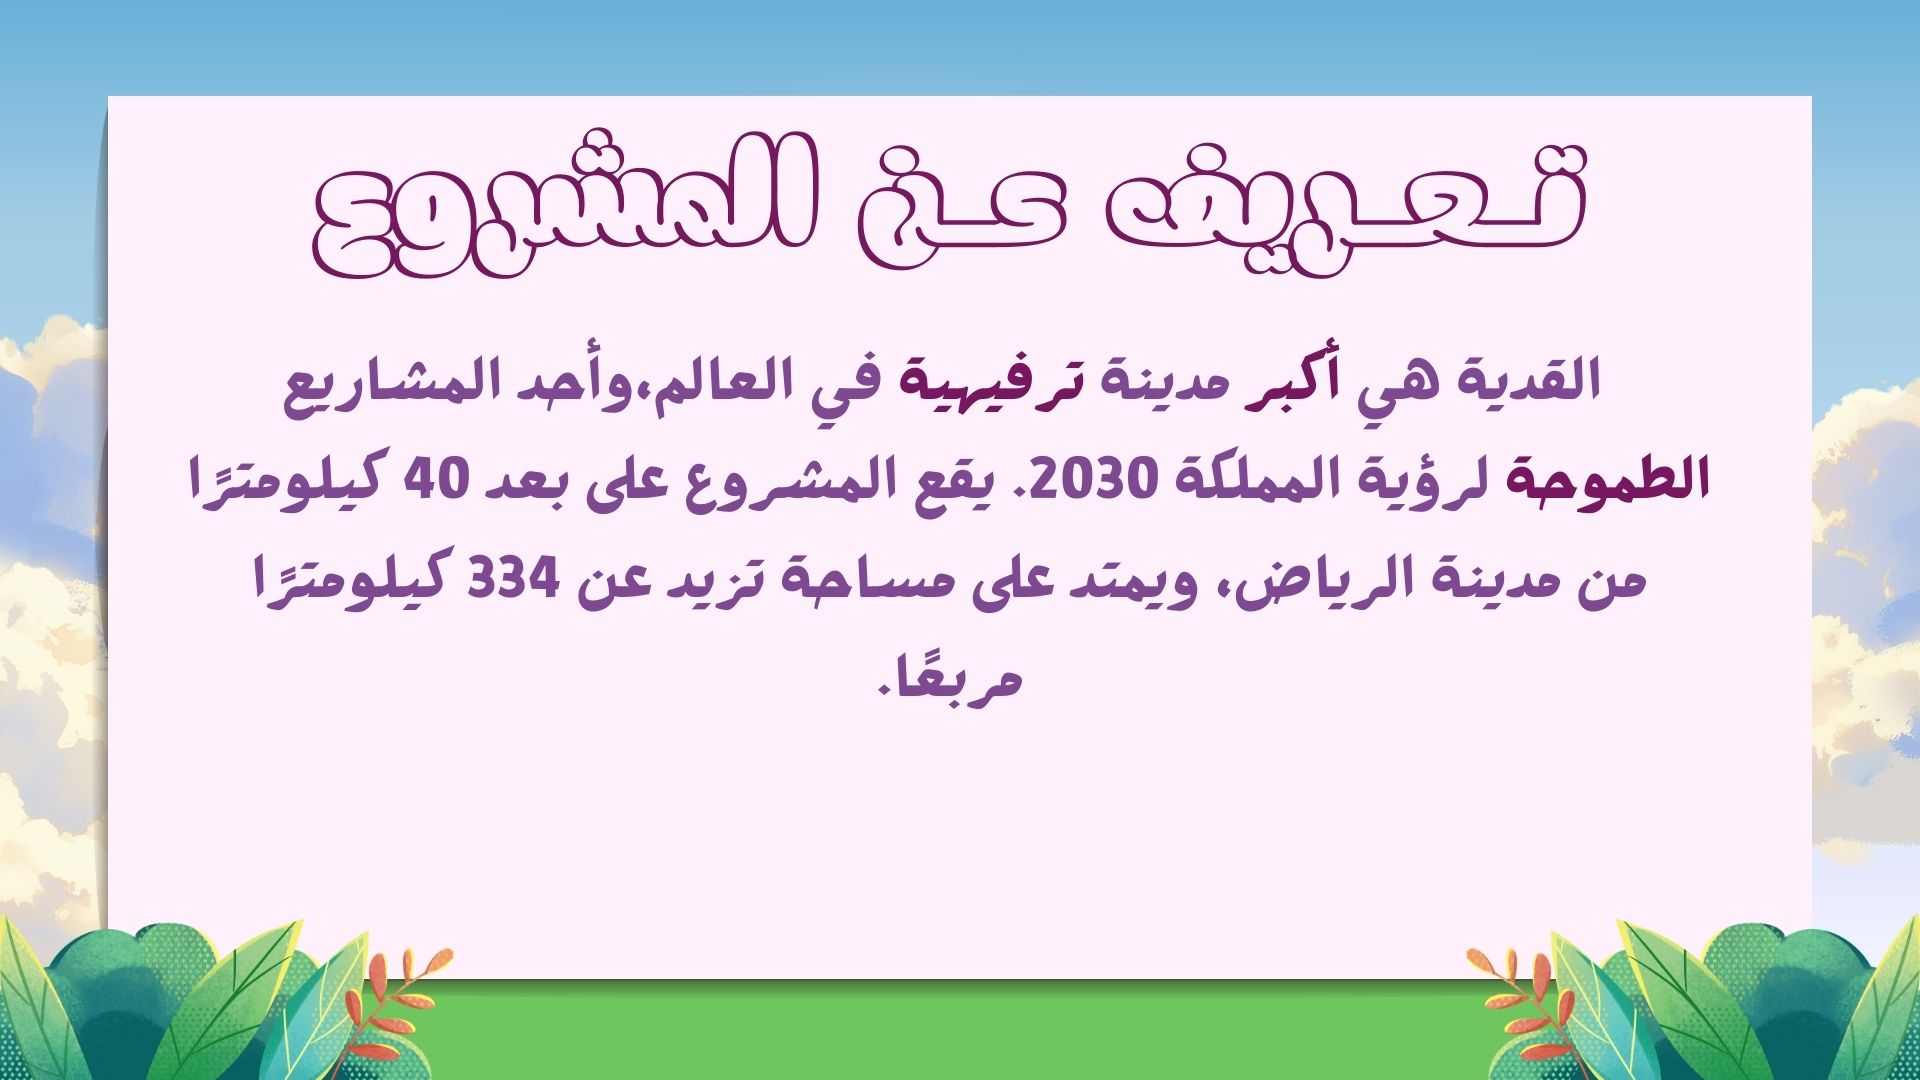 تعريف عن المشروع
القدية هي أكبر مدينة ترفيهية في العالم،وأحد المشاريع
الطموحة لرؤية المملكة 2030. يقع المشروع على بعد 40 كيلومترًا
من مدينة الرياض، ويمتد على مساحة تزيد عن 334 كيلومترًا
مربعًا.